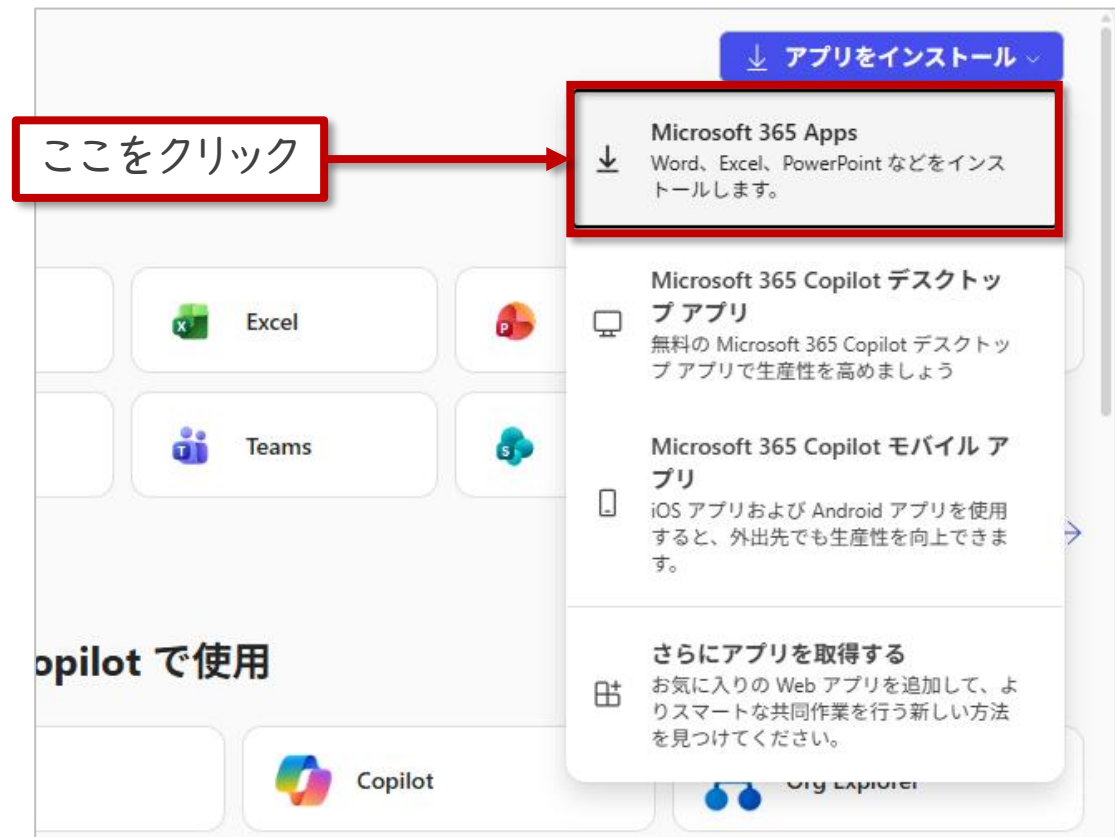 アプリをインストール
ここをクリック
Microsoft 365 Apps
Word、Excel、PowerPoint などをインス
トールします。
Microsoft 365 Copilot デスクトッ
プ アプリ
無料の Microsoft 365 Copilot デスクトッ
プ アプリで生産性を高めましょう
Excel
Teams
Microsoft 365 Copilot モバイル ア
プリ
iOS アプリおよび Android アプリを使用
すると、外出先でも生産性を向上できま
す。
opilot で使用
さらにアプリを取得する
お気に入りの Web アプリを追加して、よ
りスマートな共同作業を行う新しい方法
を見つけてください。
Copilot
Org Explorer